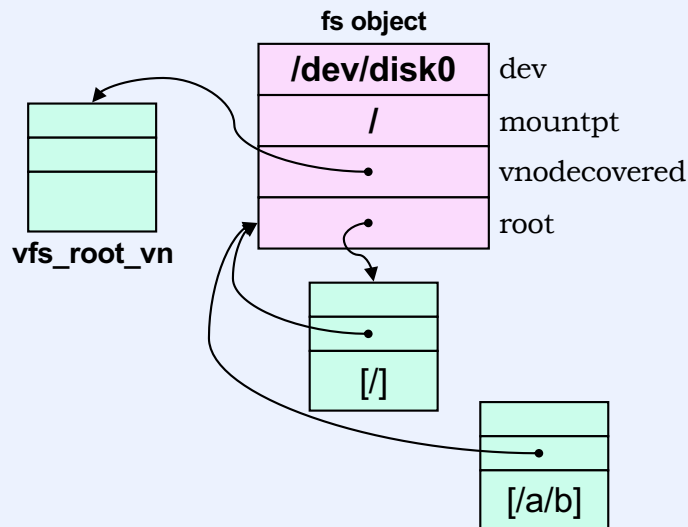 fs object
/dev/disk0 dev
/ mountpt
vnodecovered
root
vfs_root_vn
[/]
[/a/b]